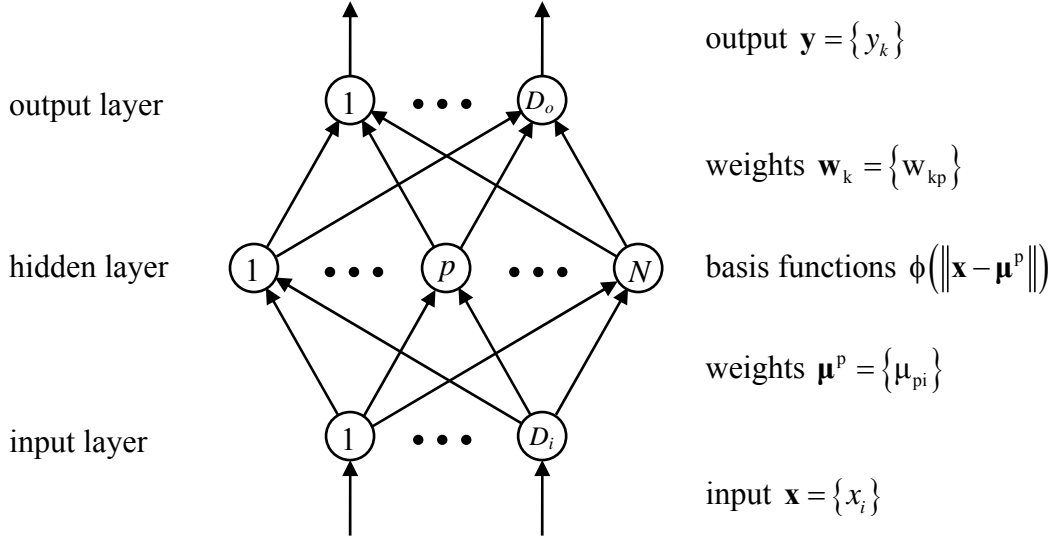 output y = {y_k}
output layer 1 • • • D_o
weights w_k = {w_kp}
hidden layer 1 • • • p • • • N basis functions ϕ(‖x − μ^p‖)
weights μ^p = {μ_pi}
input layer 1 • • • D_i
input x = {x_i}